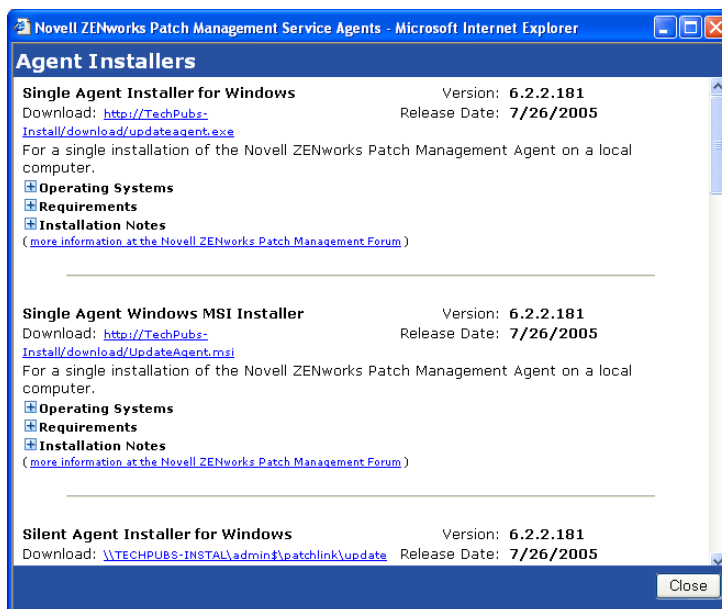 Novell ZENworks Patch Management Service Agents - Microsoft Internet Explorer
Agent Installers
Single Agent Installer for Windows Version: 6.2.2.181
Download: http://TechPubs- Release Date: 7/26/2005
Install/download/updateagent.exe
For a single installation of the Novell ZENworks Patch Management Agent on a local
computer.
Operating Systems
Requirements
Installation Notes
( more information at the Novell ZENworks Patch Management Forum )
Single Agent Windows MSI Installer Version: 6.2.2.181
Download: http://TechPubs- Release Date: 7/26/2005
Install/download/UpdateAgent.msi
For a single installation of the Novell ZENworks Patch Management Agent on a local
computer.
Operating Systems
Requirements
Installation Notes
( more information at the Novell ZENworks Patch Management Forum )
Silent Agent Installer for Windows Version: 6.2.2.181
Download: \\TECHPUBS-INSTAL\admin$\patchlink\update Release Date: 7/26/2005
Close